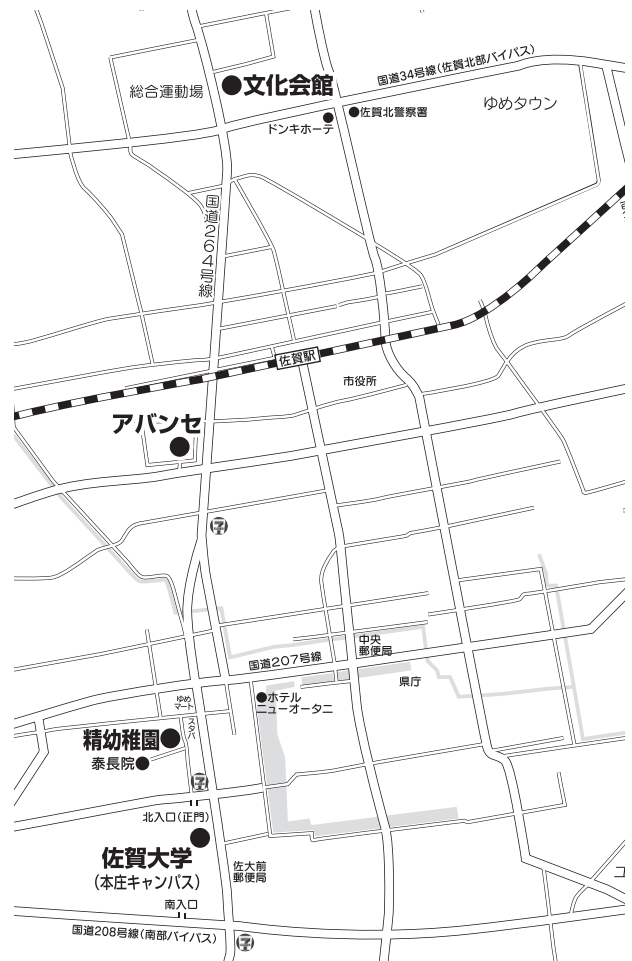 国道34号線(佐賀北部バイパス)
総合運動場
文化会館
ゆめタウン
佐賀北警察署
ドンキホーテ
国道264号線
佐賀駅
市役所
アバンセ
中央
郵便局
国道207号線
県庁
ゆめ
マート
ホテル
ニューオータニ
スタバ
精幼稚園
泰長院
北入口(正門)
佐賀大学
(本庄キャンパス)
佐大前
郵便局
南入口
国道208号線(南部バイパス)